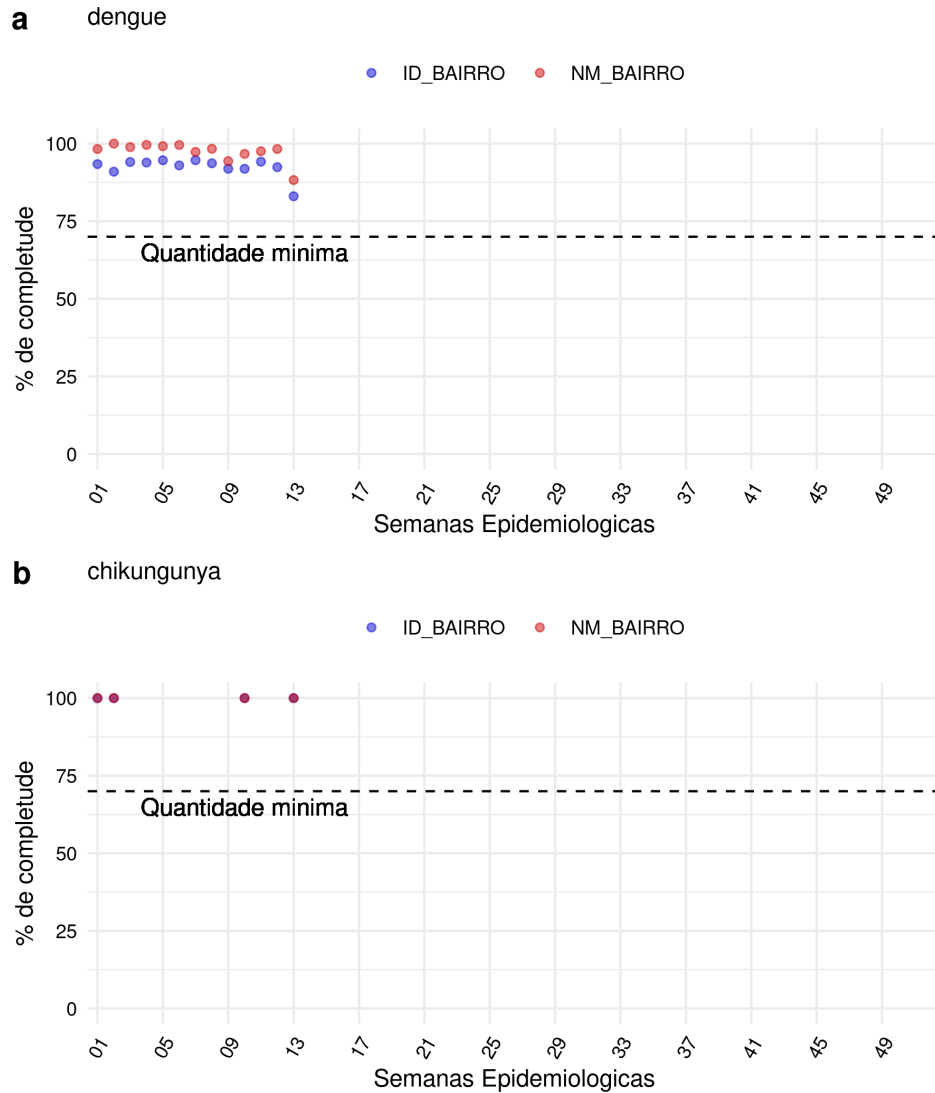 a dengue
ID_BAIRRO NM_BAIRRO
100
75
50
25
0
% de completude
Quantidade minima
01 05 09 13 17 21 25 29 33 37 41 45 49
Semanas Epidemiologicas
b chikungunya
ID_BAIRRO NM_BAIRRO
100
75
50
25
0
% de completude
Quantidade minima
01 05 09 13 17 21 25 29 33 37 41 45 49
Semanas Epidemiologicas